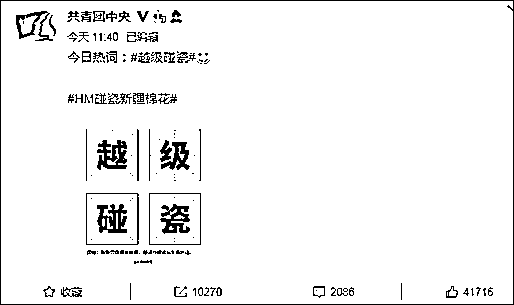 共青团中央
今天 11:40 已编辑
今日热词：#越级碰瓷#
#HM碰瓷新疆棉花#
越 级
碰 瓷
收藏 10270 2086 41716